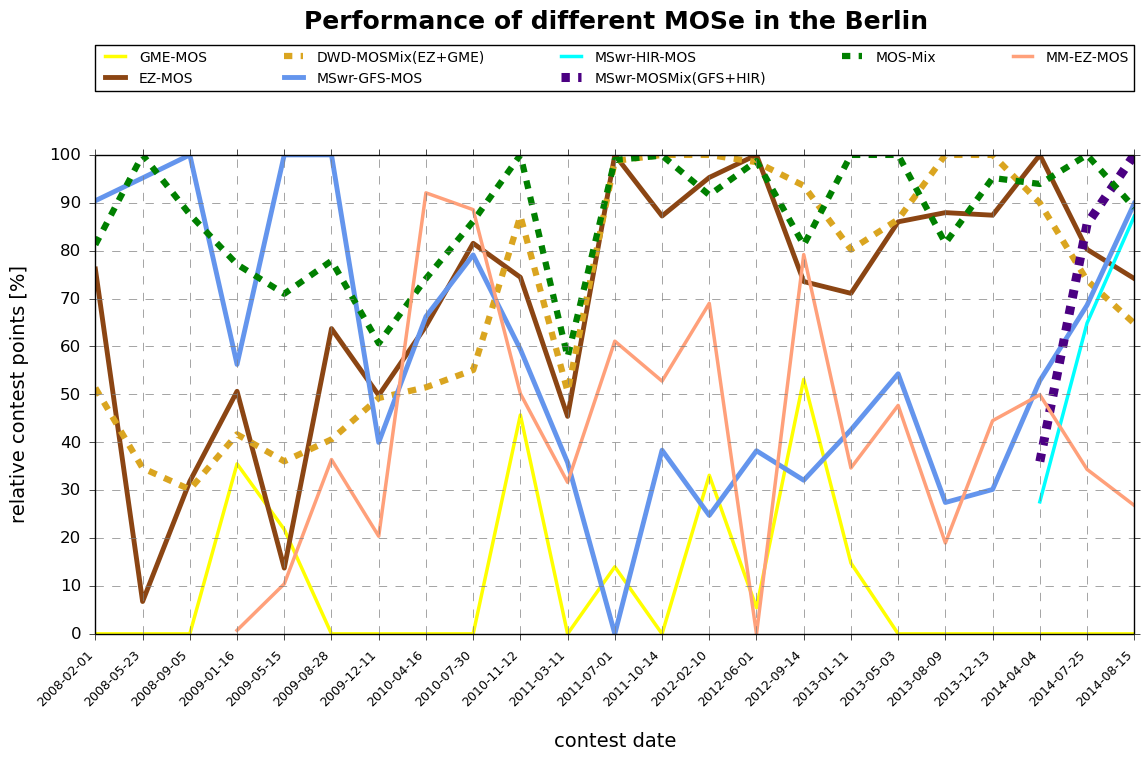 Performance of different MOSe in the Berlin
GME-MOS DWD-MOSMix(EZ+GME) MSwr-HIR-MOS MOS-Mix MM-EZ-MOS
EZ-MOS MSwr-GFS-MOS MSwr-MOSMix(GFS+HIR)
100
90
80
70
60
50
40
30
20
10
0
relative contest points [%]
2008-02-01 2008-05-23 2008-09-05 2009-01-16 2009-05-15 2009-08-28 2009-12-11 2010-04-16 2010-07-30 2010-11-12 2011-03-11 2011-07-01 2011-10-14 2012-02-10 2012-06-01 2012-09-14 2013-01-11 2013-05-03 2013-08-09 2013-12-13 2014-04-04 2014-07-25 2014-08-15
contest date